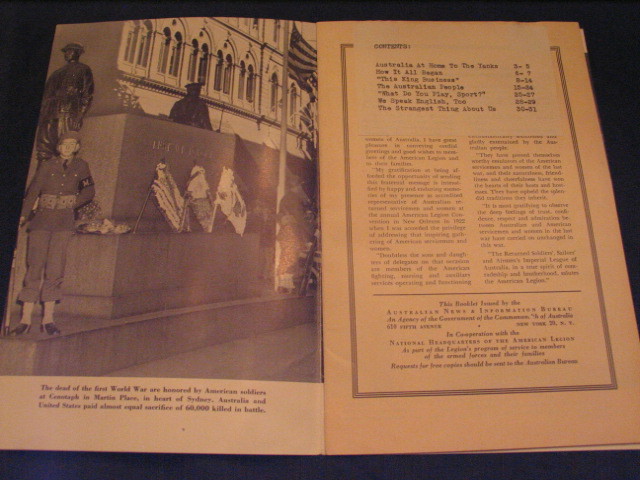 The dead of the first World War are honored by American soldiers
at Cenotaph in Martin Place, in heart of Sydney. Australia and
United States paid almost equal sacrifice of 60,000 killed in battle.
CONTENTS:
Australia At Home To The Yanks 2- 5
How It All Began 6- 7
"This King Business" 8-14
The Australian People 15-24
"What Do You Play, Sport?" 25-27
We Speak English, Too 28-29
The Strangest Thing About Us 30-31
women of Australia, I have great
pleasure in conveying cordial
greetings and good wishes to mem-
bers of the American Legion and
to their families.
"My gratification at being af-
forded the opportunity of sending
this fraternal message is intensi-
fied by happy and enduring memo-
ries of my presence as accredited
representative of Australian re-
turned servicemen and women at
the annual American Legion Con-
vention in New Orleans in 1922
when I was accorded the privilege
of addressing that inspiring gath-
ering of American servicemen and
women.
"Doubtless the sons and daugh-
ters of delegates on that occasion
are members of the American
fighting, nursing and auxiliary
services operating and functioning
exemplified by the Aus-
tralian people.
"They have proved themselves
worthy emulators of the American
servicemen and women of the last
war, and their sincereness, friend-
liness and cheerfulness have won
the hearts of their hosts and host-
esses. They have upheld the splen-
did traditions they inherit.
"It is most gratifying to observe
the deep feelings of trust, confi-
dence, respect and admiration be-
tween Australian and American
servicemen and women in the last
war have carried on unchanged in
this war.
"The Returned Soldiers', Sailors'
and Airmen's Imperial League of
Australia, in a true spirit of com-
radeship and brotherhood, salutes
the American Legion."
This Booklet Issued by the
AUSTRALIAN NEWS & INFORMATION BUREAU
An Agency of the Government of the Commonwealth of Australia
FIFTH AVENUE • NEW YORK 20, N. Y.
In Cooperation with the
NATIONAL HEADQUARTERS OF THE AMERICAN LEGION
As part of the Legion's program of service to members
of the armed forces and their families
Requests for free copies should be sent to the Australian Bureau